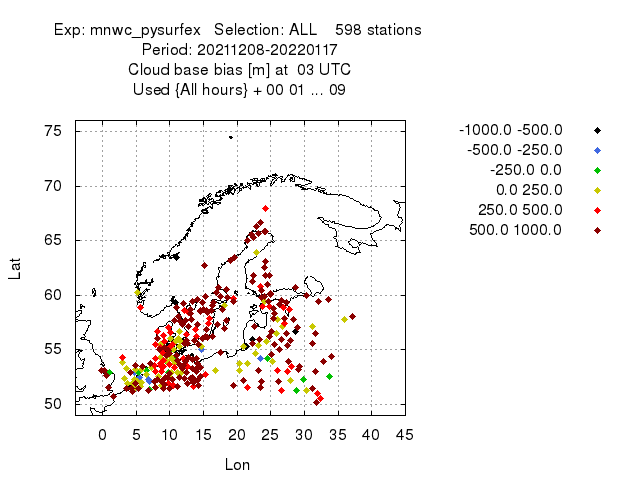 Exp: mnwc_pysurfex   Selection: ALL    598 stations
Period: 20211208-20220117
Cloud base bias [m] at  03 UTC
Used {All hours} + 00 01 ... 09
-1000.0 -500.0
-500.0 -250.0
-250.0 0.0
0.0 250.0
250.0 500.0
500.0 1000.0
75
70
65
60
55
50
Lat
0 5 10 15 20 25 30 35 40 45
Lon